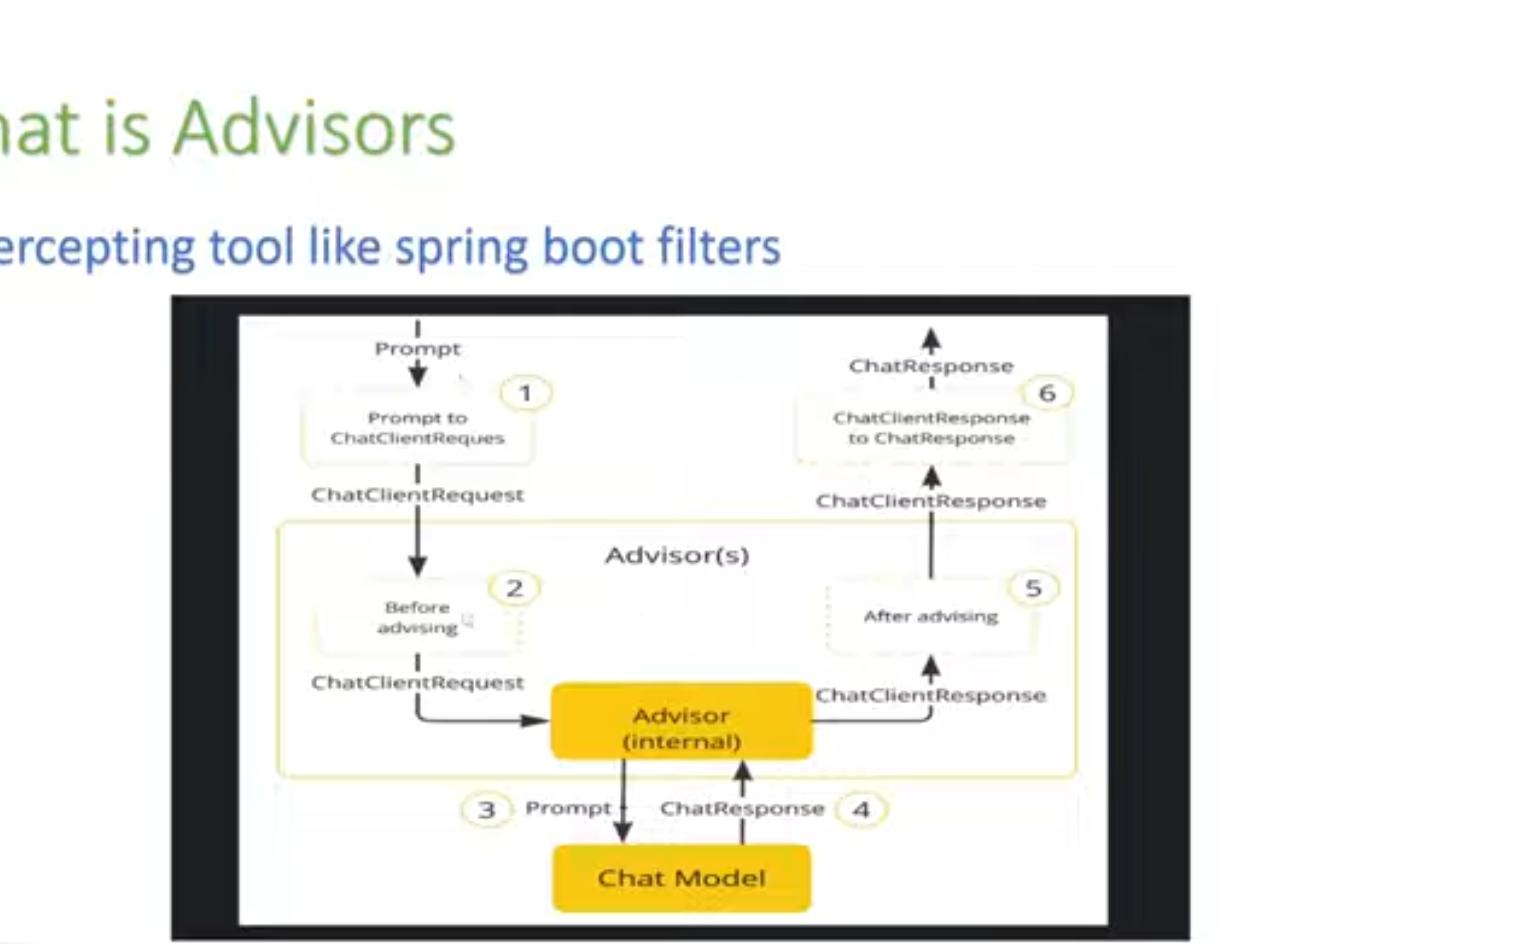 hat is Advisors
ercepting tool like spring boot filters
Prompt
1
Prompt to
ChatClientReques
ChatClientRequest
ChatResponse
6
ChatClientResponse
to ChatResponse
ChatClientResponse
Advisor(s)
2
Before
advising
ChatClientRequest
5
After advising
ChatClientResponse
Advisor
(internal)
3 Prompt
ChatResponse 4
Chat Model